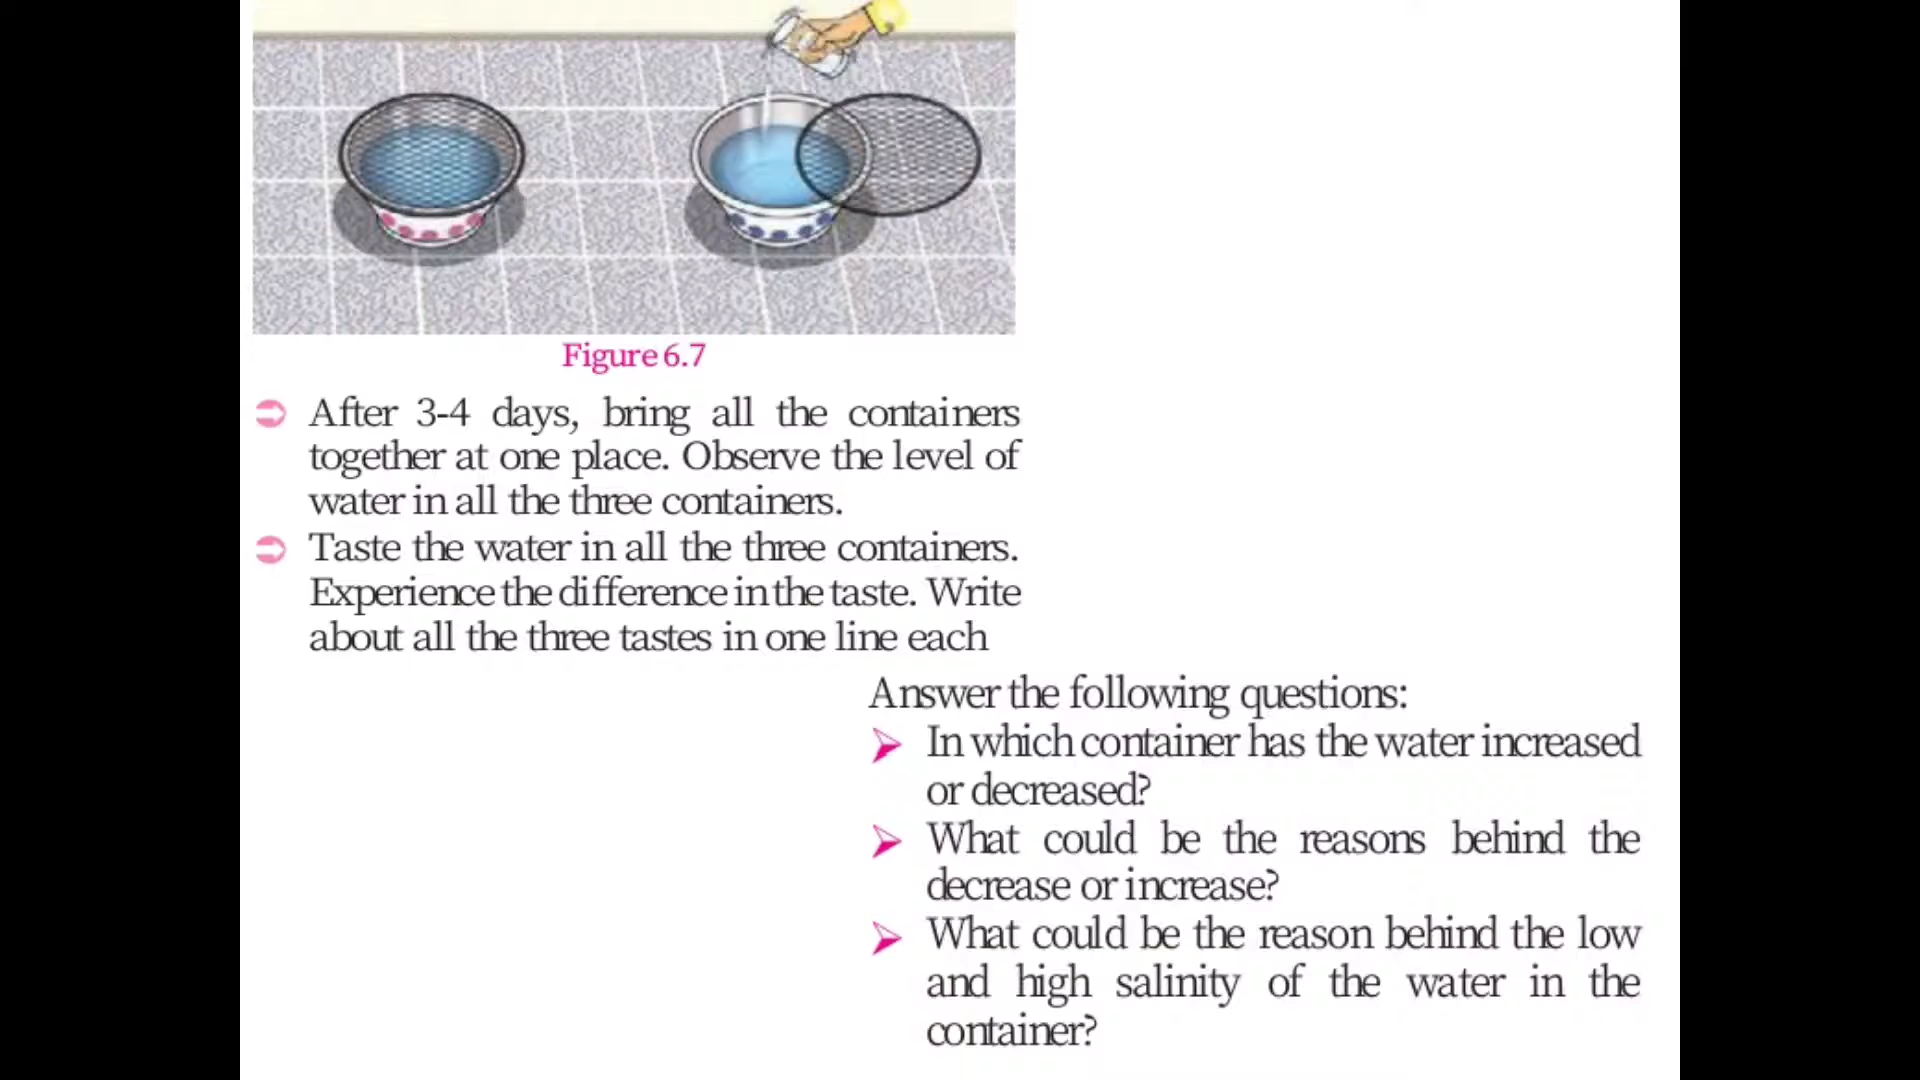 Figure 6.7
After 3-4 days, bring all the containers
together at one place. Observe the level of
water in all the three containers.
Taste the water in all the three containers.
Experience the difference in the taste. Write
about all the three tastes in one line each
Answer the following questions:
In which container has the water increased
or decreased?
What could be the reasons behind the
decrease or increase?
What could be the reason behind the low
and high salinity of the water in the
container?